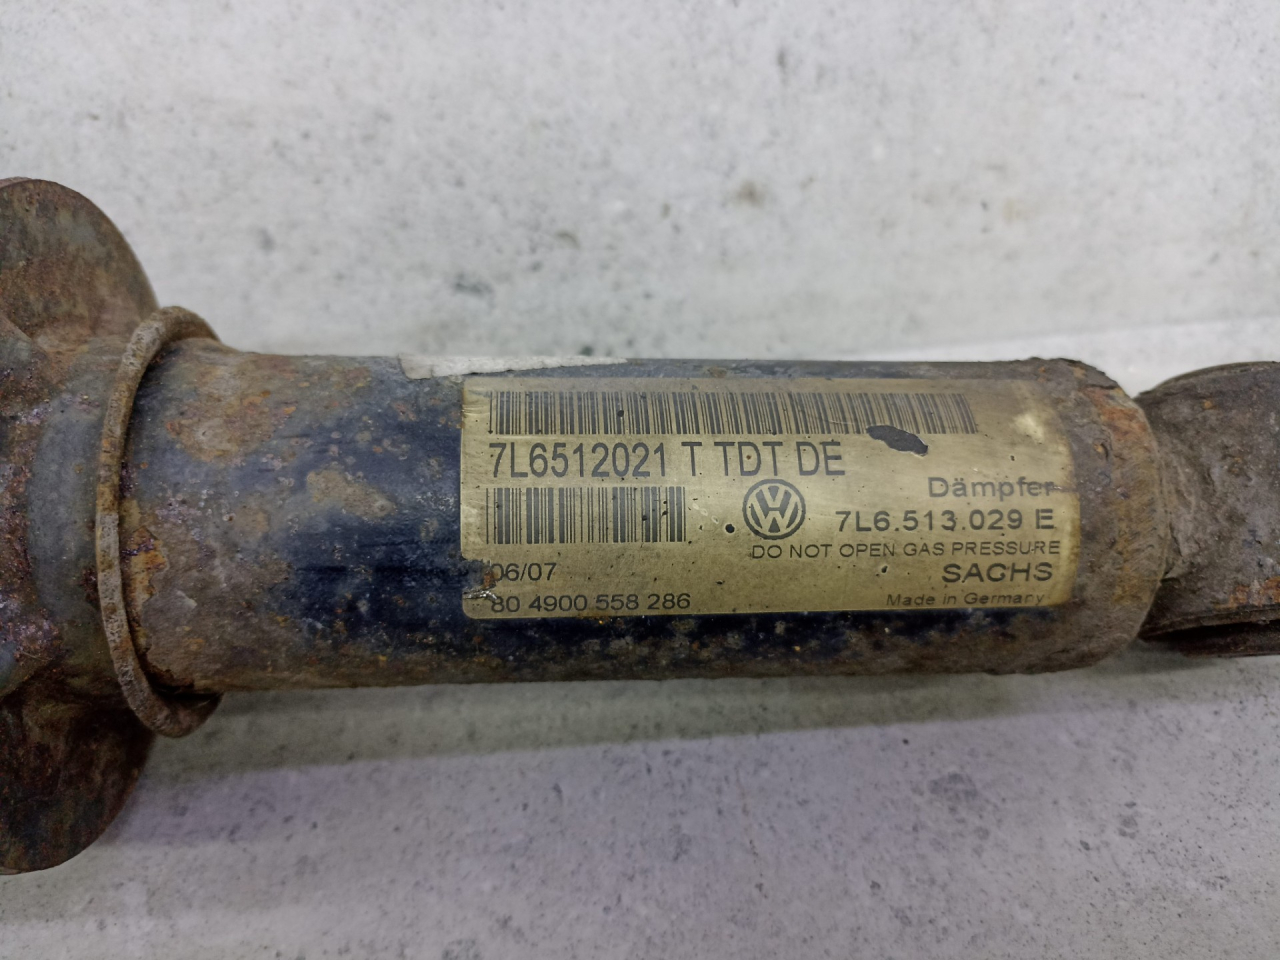 7L6512021 T TDT DE
Dämpfer
VW
7L6.513.029 E
DO NOT OPEN GAS PRESSURE
06/07
SACHS
80 4900 558 286
Made in Germany